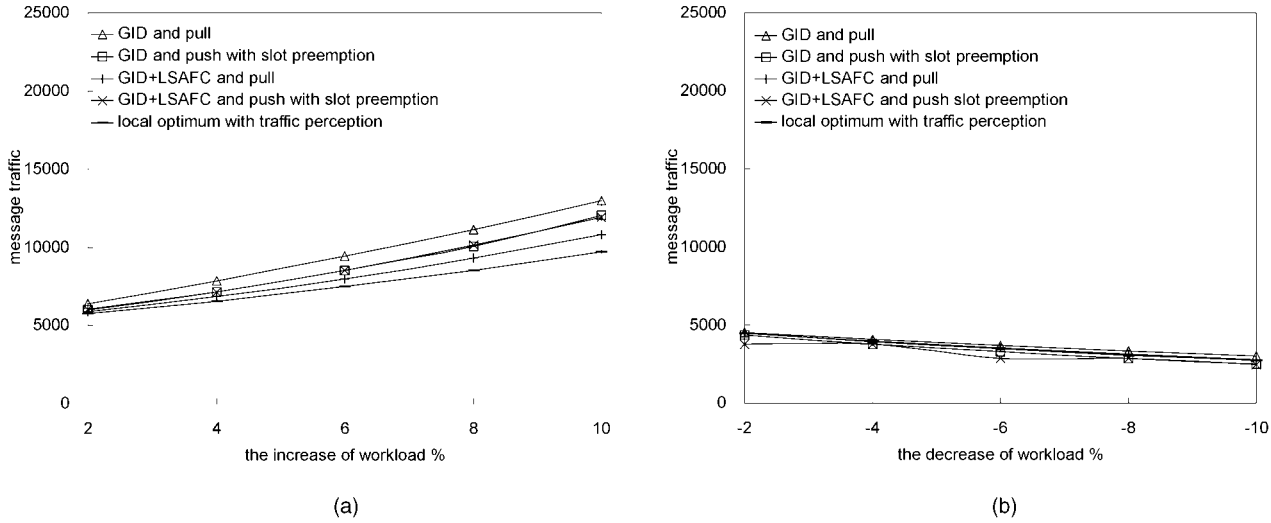 25000
20000
15000
10000
5000
0
message traffic
GID and pull
GID and push with slot preemption
GID+LSAFC and pull
GID+LSAFC and push with slot preemption
local optimum with traffic perception
2 4 6 8 10
the increase of workload %
(a)
25000
20000
15000
10000
5000
0
message traffic
GID and pull
GID and push with slot preemption
GID+LSAFC and pull
GID+LSAFC and push slot preemption
local optimum with traffic perception
-2 -4 -6 -8 -10
the decrease of workload %
(b)